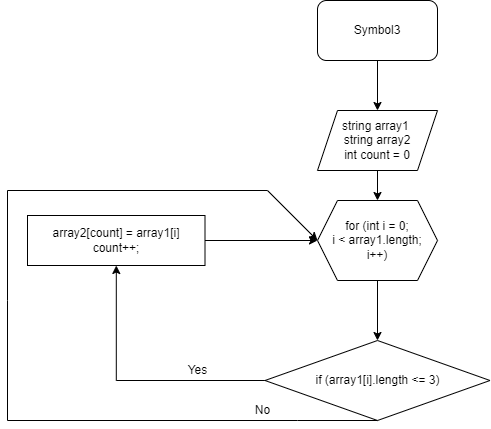 Symbol3
string array1
string array2
int count = 0
for (int i = 0;
i < array1.length;
i++)
array2[count] = array1[i]
count++;
if (array1[i].length <= 3)
Yes
No